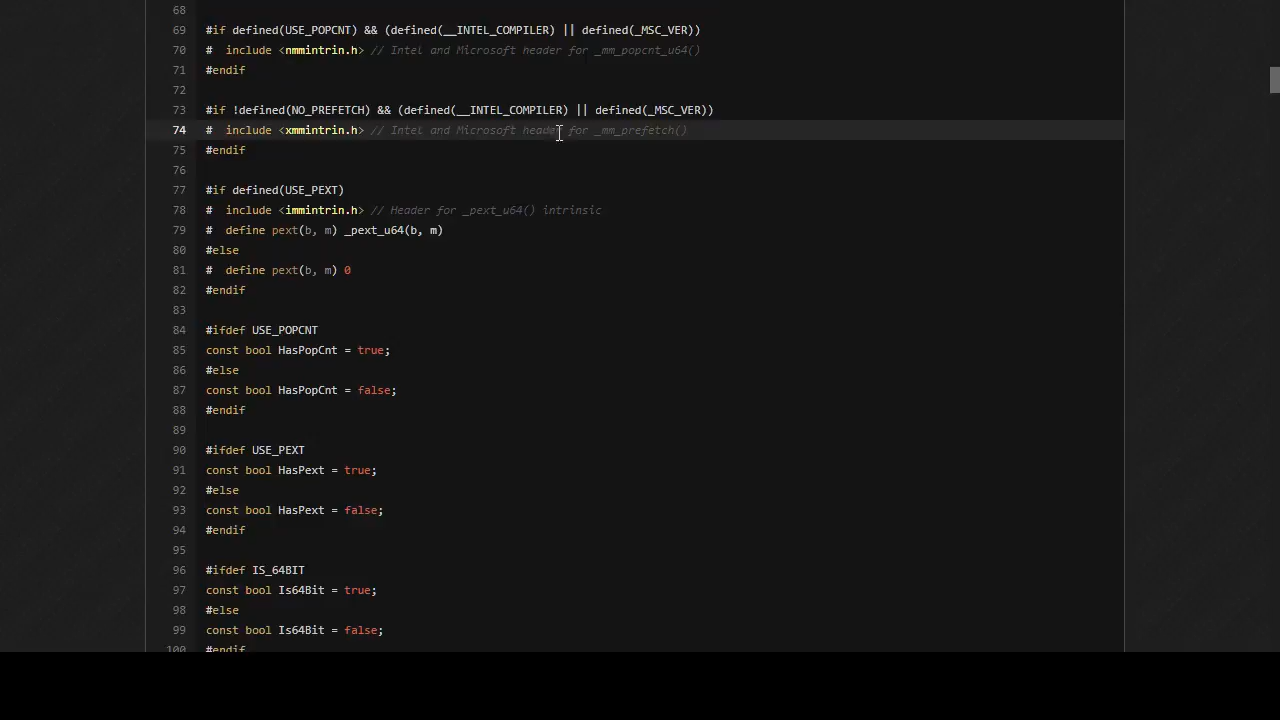 68
69 #if defined(USE_POPCNT) && (defined(__INTEL_COMPILER) || defined(_MSC_VER))
70 #  include <nmmintrin.h> // Intel and Microsoft header for _mm_popcnt_u64()
71 #endif
72
73 #if !defined(NO_PREFETCH) && (defined(__INTEL_COMPILER) || defined(_MSC_VER))
74 #  include <xmmintrin.h> // Intel and Microsoft header for _mm_prefetch()
75 #endif
76
77 #if defined(USE_PEXT)
78 #  include <immintrin.h> // Header for _pext_u64() intrinsic
79 #  define pext(b, m) _pext_u64(b, m)
80 #else
81 #  define pext(b, m) 0
82 #endif
83
84 #ifdef USE_POPCNT
85 const bool HasPopCnt = true;
86 #else
87 const bool HasPopCnt = false;
88 #endif
89
90 #ifdef USE_PEXT
91 const bool HasPext = true;
92 #else
93 const bool HasPext = false;
94 #endif
95
96 #ifdef IS_64BIT
97 const bool Is64Bit = true;
98 #else
99 const bool Is64Bit = false;
100 #endif